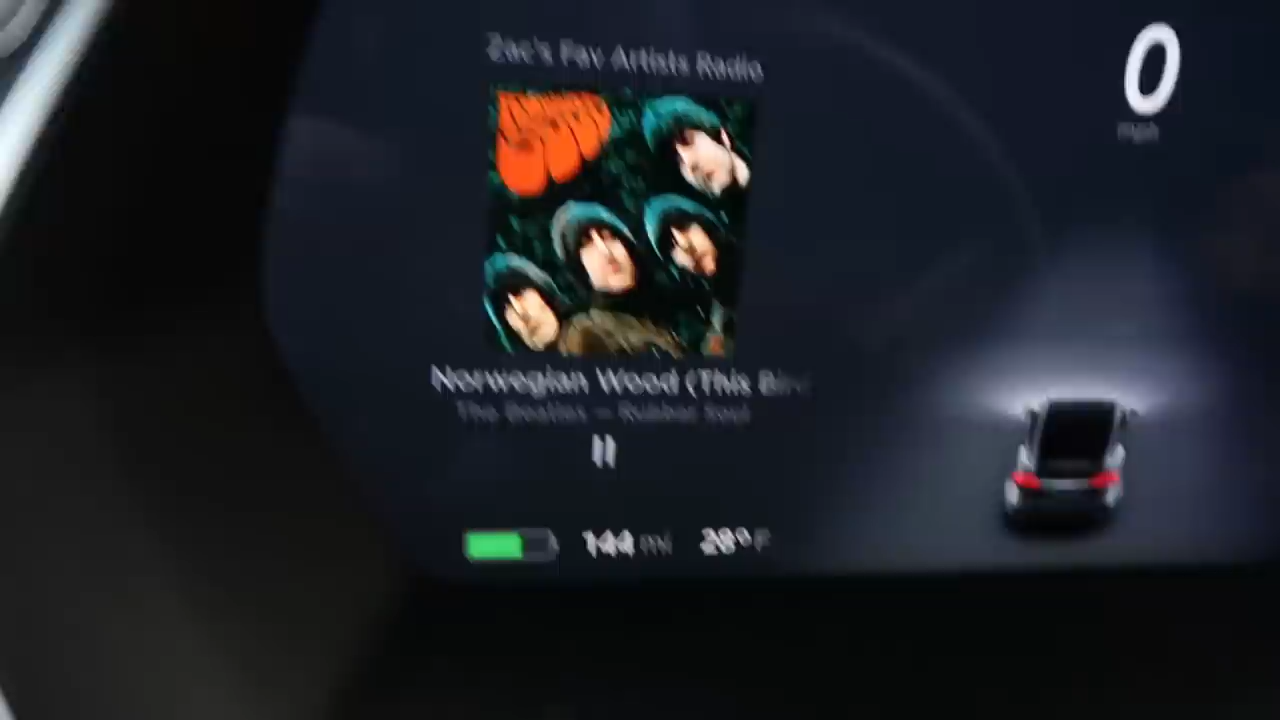 Zac's Fav Artists Radio
0
mph
Norwegian Wood (This Bir
The Beatles — Rubber Soul
144 mi 28° F